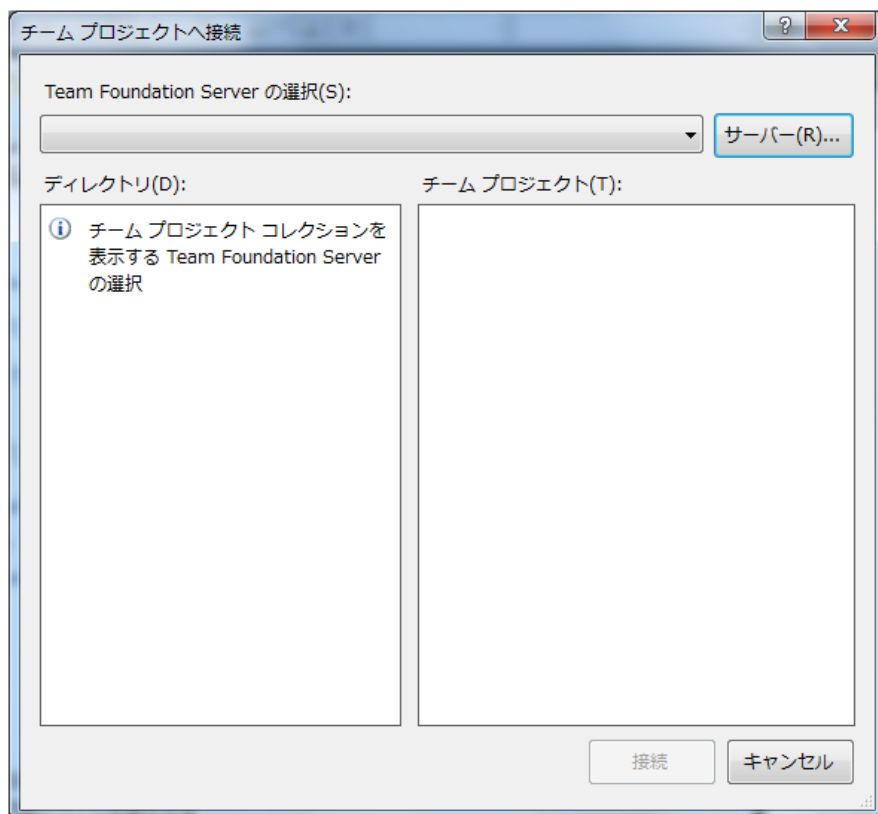 チーム プロジェクトへ接続
?
Team Foundation Server の選択(S):
サーバー(R)...
ディレクトリ(D):
チーム プロジェクト(T):
チーム プロジェクト コレクションを
表示する Team Foundation Server
の選択
接続
キャンセル